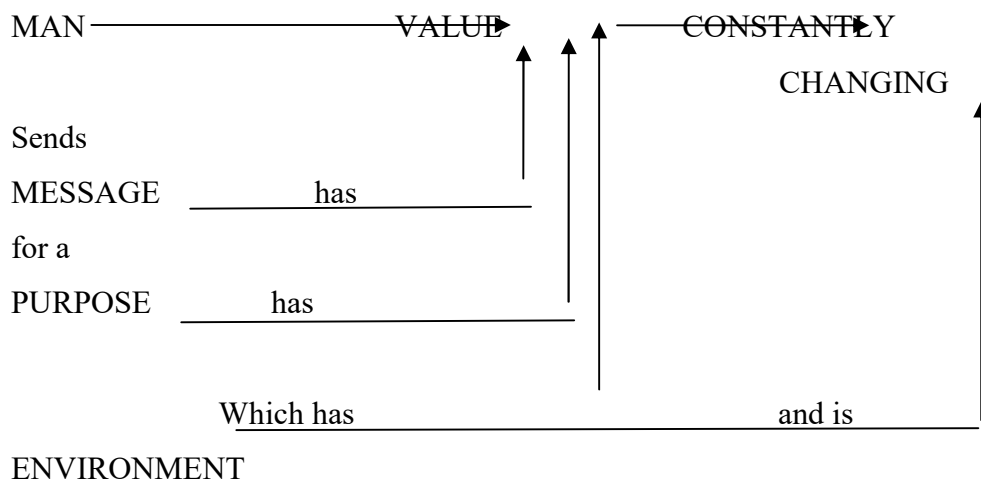 MAN VALUE CONSTANTLY
CHANGING
Sends
MESSAGE has
for a
PURPOSE has
Which has and is
ENVIRONMENT